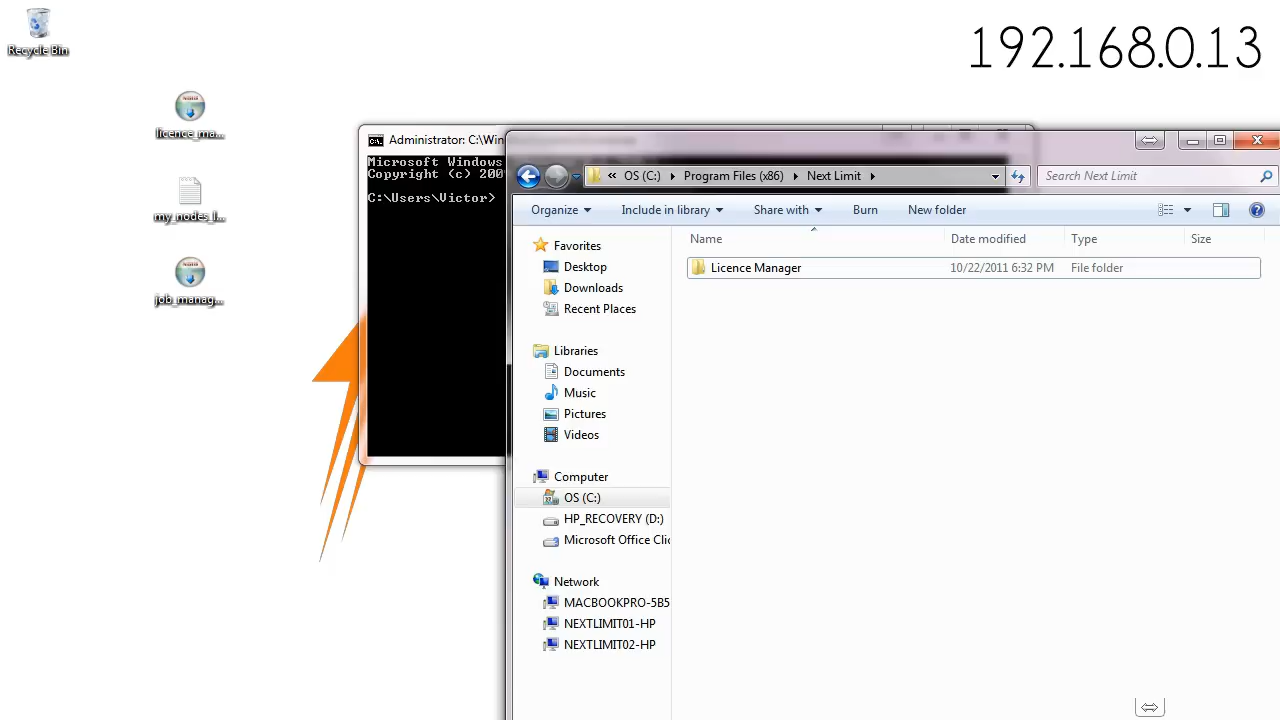 192.168.0.13
Recycle Bin
licence_ma...
my_nodes_l...
job_manag...
Administrator: C:\Win
Microsoft Windows
Copyright (c) 200
C:\Users\Victor>
« OS (C:) Program Files (x86) Next Limit
Search Next Limit
Organize Include in library Share with Burn New folder
Name Date modified Type Size
Licence Manager 10/22/2011 6:32 PM File folder
Favorites
Desktop
Downloads
Recent Places
Libraries
Documents
Music
Pictures
Videos
Computer
OS (C:)
HP_RECOVERY (D:)
Microsoft Office Clic
Network
MACBOOKPRO-5B5
NEXTLIMIT01-HP
NEXTLIMIT02-HP